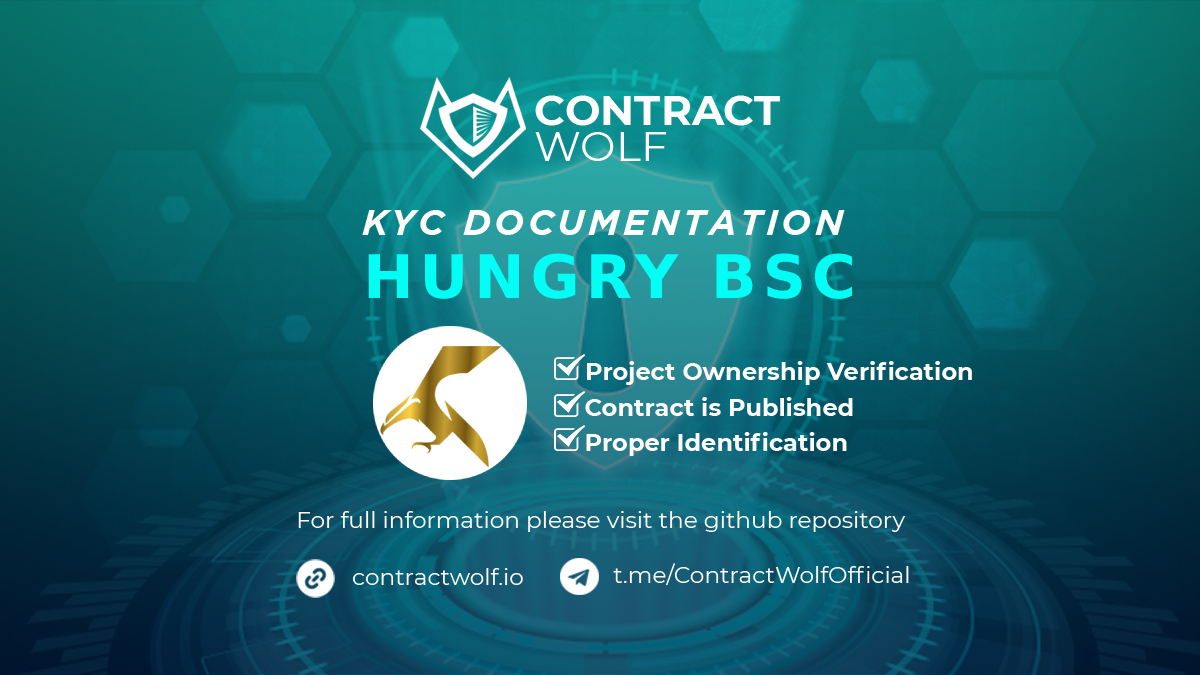 CONTRACT
WOLF
KYC DOCUMENTATION
HUNGRY BSC
Project Ownership Verification
Contract is Published
Proper Identification
For full information please visit the github repository
contractwolf.io
t.me/ContractWolfOfficial